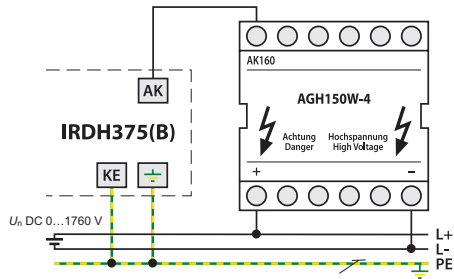 AK160
AGH150W-4
AK
IRDH375(B)
Achtung Hochspannung
Danger High Voltage
+ –
KE
Un DC 0...1760 V
L+
L-
PE